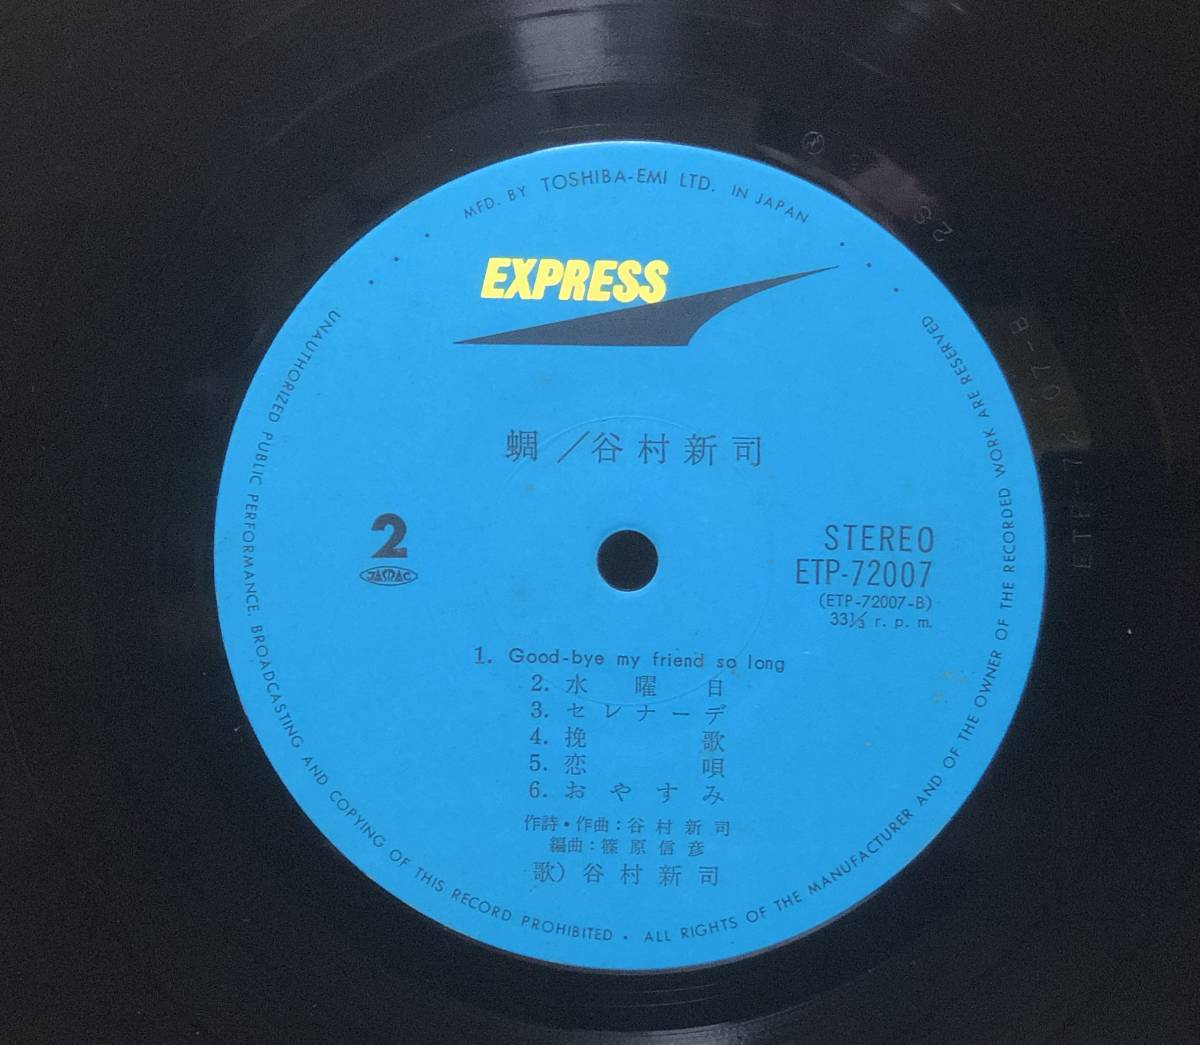 MFD. BY TOSHIBA-EMI LTD. IN JAPAN
EXPRESS
蜩／谷村新司
2
JASRAC
STEREO
ETP-72007
(ETP-72007-B)
33⅓ r. p. m.
1. Good-bye my friend so long
2. 水曜日
3. セレナーデ
4. 挽歌
5. 恋唄
6. おやすみ
作詩・作曲：谷村新司
編曲：篠原信彦
歌）谷村新司
UNAUTHORIZED PUBLIC PERFORMANCE, BROADCASTING AND COPYING OF THIS RECORD PROHIBITED · ALL RIGHTS OF THE MANUFACTURER AND OF THE OWNER OF THE RECORDED WORK ARE RESERVED